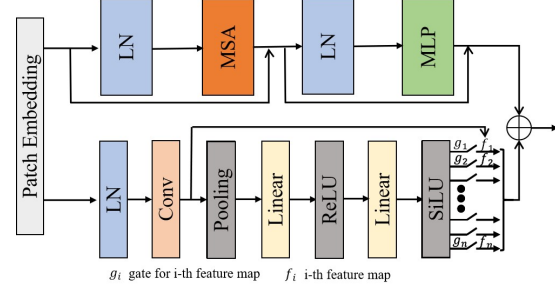 Patch Embedding
LN
MSA
LN
MLP
LN
Conv
Pooling
Linear
ReLU
Linear
SiLU
g₁ f₁
g₂ f₂
gₙ fₙ
gᵢ gate for i-th feature map fᵢ i-th feature map